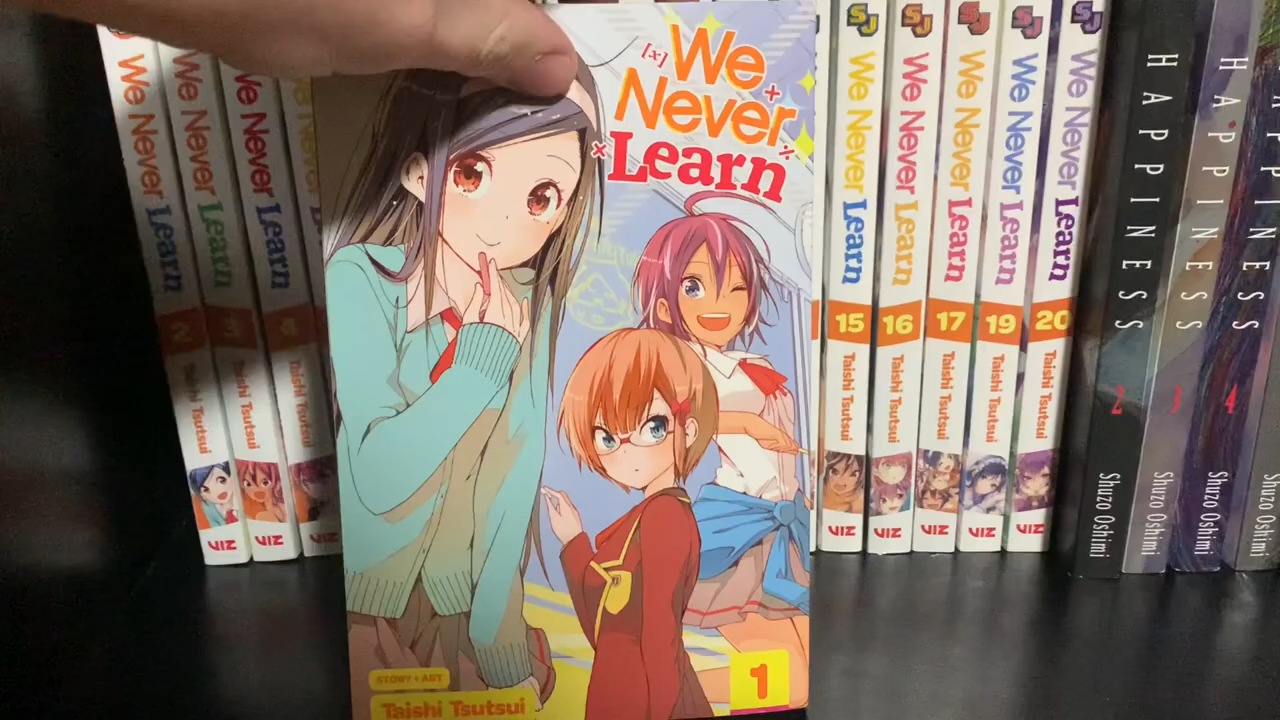 [x] We
+
Never
× Learn ÷
STORY + ART
Taishi Tsutsui
1
We Never Learn
2
Taishi Tsutsui
VIZ
We Never Learn
3
Taishi Tsutsui
VIZ
We Never Learn
4
Taishi Tsutsui
VIZ
SJ
We Never Learn
15
Taishi Tsutsui
VIZ
SJ
We Never Learn
16
Taishi Tsutsui
VIZ
SJ
We Never Learn
17
Taishi Tsutsui
VIZ
SJ
We Never Learn
19
Taishi Tsutsui
VIZ
SJ
We Never Learn
20
Taishi Tsutsui
VIZ
HAPPINESS
2
Shuzo Oshimi
HAPPINESS
3
Shuzo Oshimi
HAPPINESS
4
Shuzo Oshimi
Shuzo Oshimi